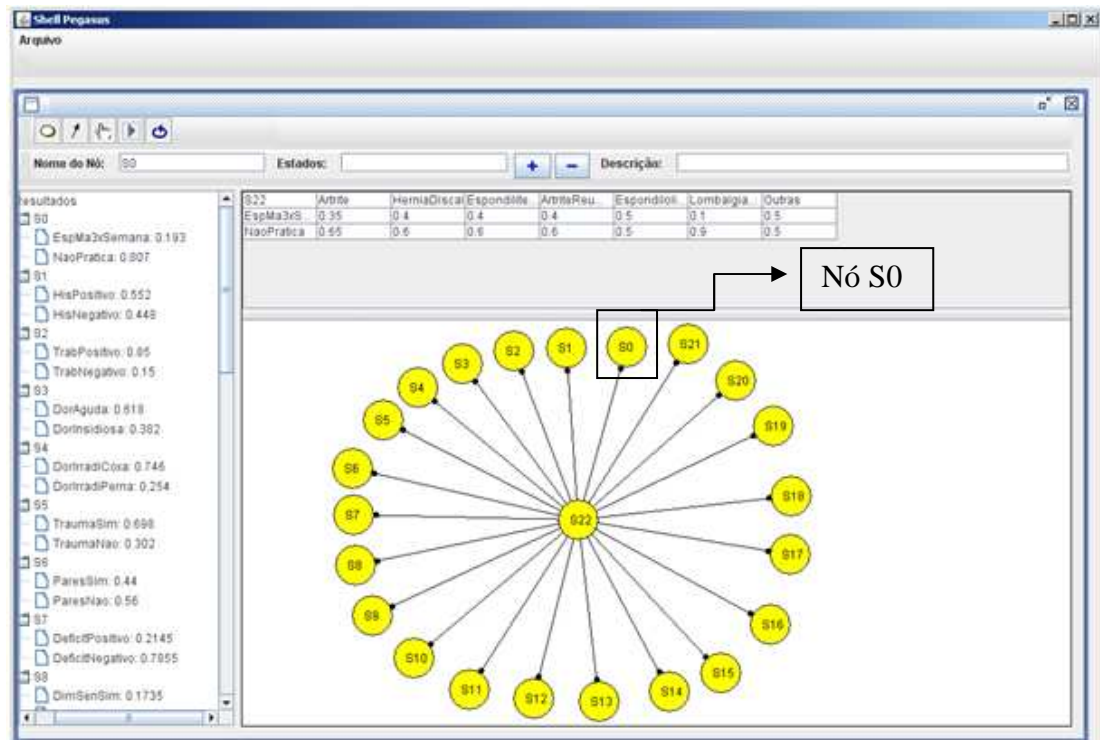 Shell Pegasus
Arquivo
Nome do Nó: S0 Estados: + - Descrição:
esultados
S0
EspMa3xSemana: 0.193
NaoPratica: 0.807
S1
HisPositivo: 0.552
HisNegativo: 0.448
S2
TrabPositivo: 0.85
TrabNegativo: 0.15
S3
DorAguda: 0.618
DorInsidiosa: 0.382
S4
DorIrradiCoxa: 0.746
DorIrradiPerna: 0.254
S5
TraumaSim: 0.698
TraumaNao: 0.302
S6
ParesSim: 0.44
ParesNao: 0.56
S7
DeficitPositivo: 0.2145
DeficitNegativo: 0.7855
S8
DimSenSim: 0.1735
S22 Artrite HerniaDiscal Espondilite... ArtriteReu... Espondiloli... Lombalgia... Outras
EspMa3xS... 0.35 0.4 0.4 0.4 0.5 0.1 0.5
NaoPratica 0.65 0.6 0.6 0.6 0.5 0.9 0.5
Nó S0
S0
S1
S2
S3
S4
S5
S6
S7
S8
S9
S10
S11
S12
S13
S14
S15
S16
S17
S18
S19
S20
S21
S22